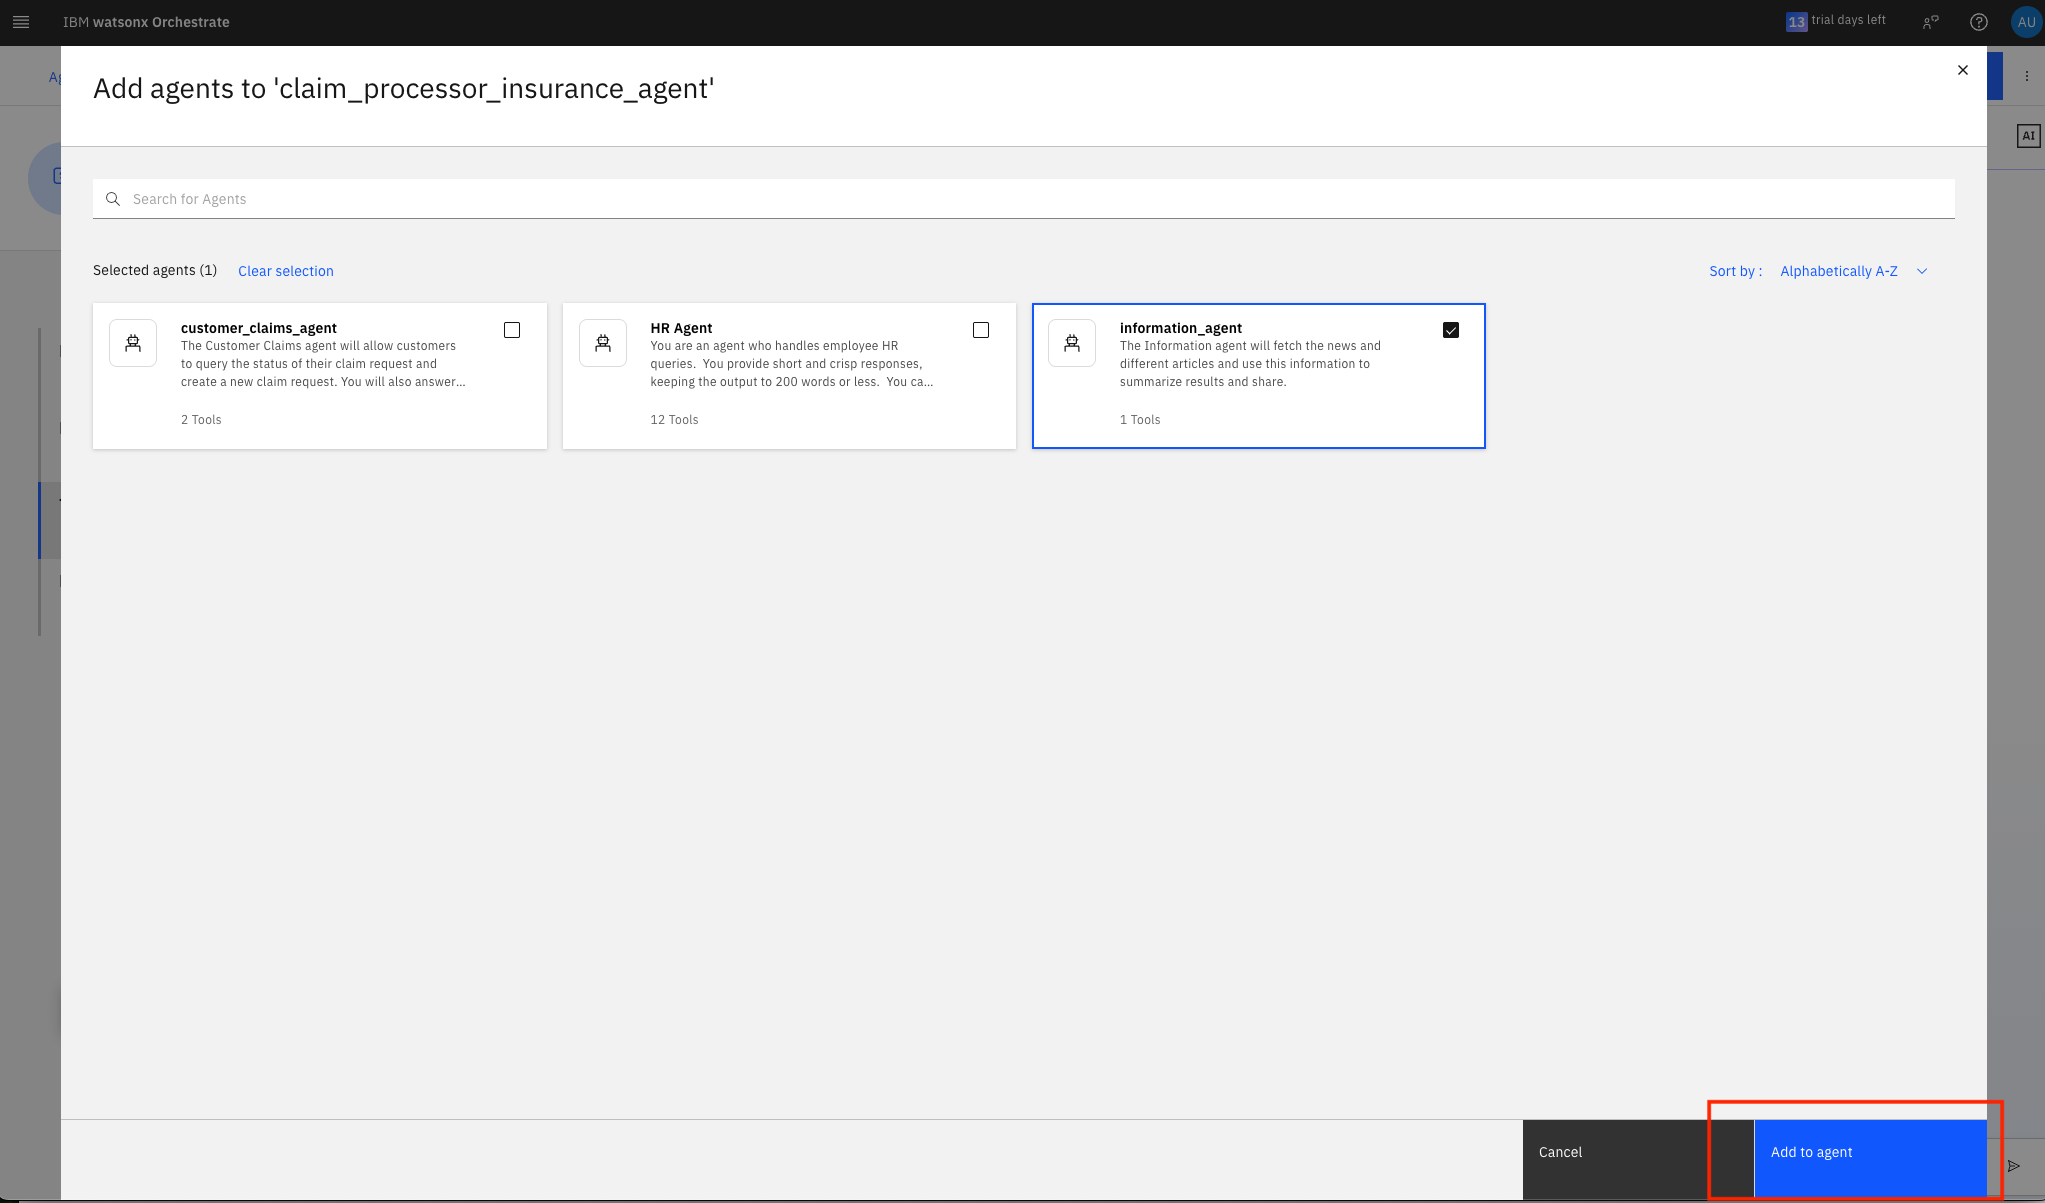 IBM watsonx Orchestrate
13 trial days left
AU
Ag
Add agents to 'claim_processor_insurance_agent'
AI
Search for Agents
Selected agents (1) Clear selection
Sort by : Alphabetically A-Z
customer_claims_agent
The Customer Claims agent will allow customers
to query the status of their claim request and
create a new claim request. You will also answer...
2 Tools
HR Agent
You are an agent who handles employee HR
queries. You provide short and crisp responses,
keeping the output to 200 words or less. You ca...
12 Tools
information_agent
The Information agent will fetch the news and
different articles and use this information to
summarize results and share.
1 Tools
Cancel
Add to agent